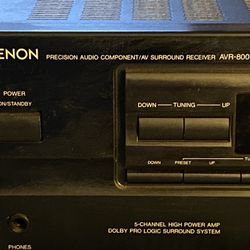 ENON PRECISION AUDIO COMPONENT/AV SURROUND RECEIVER AVR-800
POWER
ON/STANDBY
DOWN TUNING UP
DOWN PRESET UP
5-CHANNEL HIGH POWER AMP
DOLBY PRO LOGIC SURROUND SYSTEM
PHONES